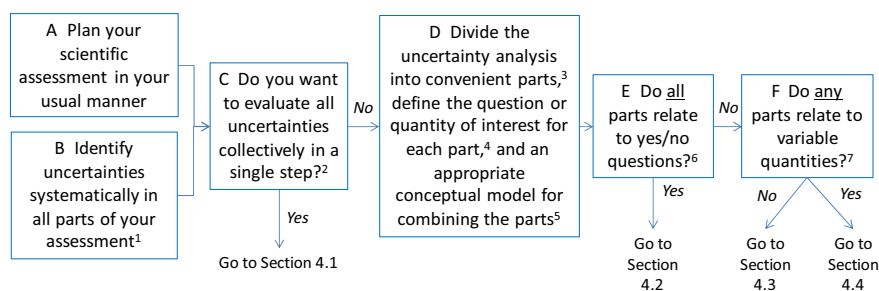 A Plan your
scientific
assessment in your
usual manner
B Identify
uncertainties
systematically in
all parts of your
assessment¹
C Do you want
to evaluate all
uncertainties
collectively in a
single step?²
Yes
Go to Section 4.1
No
D Divide the
uncertainty analysis
into convenient parts,³
define the question or
quantity of interest for
each part,⁴ and an
appropriate
conceptual model for
combining the parts⁵
E Do all
parts relate
to yes/no
questions?⁶
Yes
Go to
Section
4.2
No
F Do any
parts relate to
variable
quantities?⁷
No
Go to
Section
4.3
Yes
Go to
Section
4.4